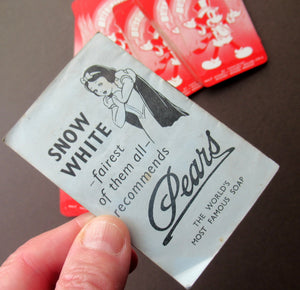 SNOW
WHITE
-fairest
of them all-
recommends
Pears
THE WORLD'S
MOST FAMOUS SOAP